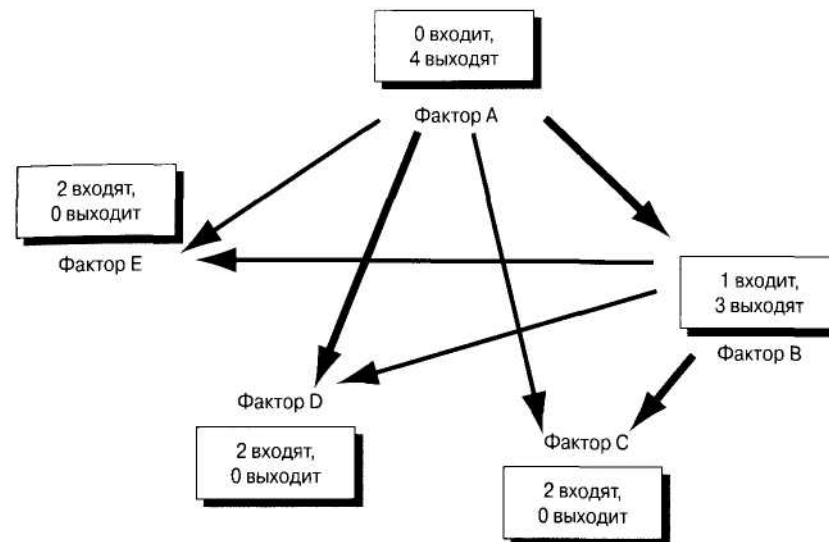 0 входит,
4 выходят
Фактор A
2 входят,
0 выходит
Фактор E
1 входит,
3 выходят
Фактор B
Фактор D
2 входят,
0 выходит
Фактор C
2 входят,
0 выходит